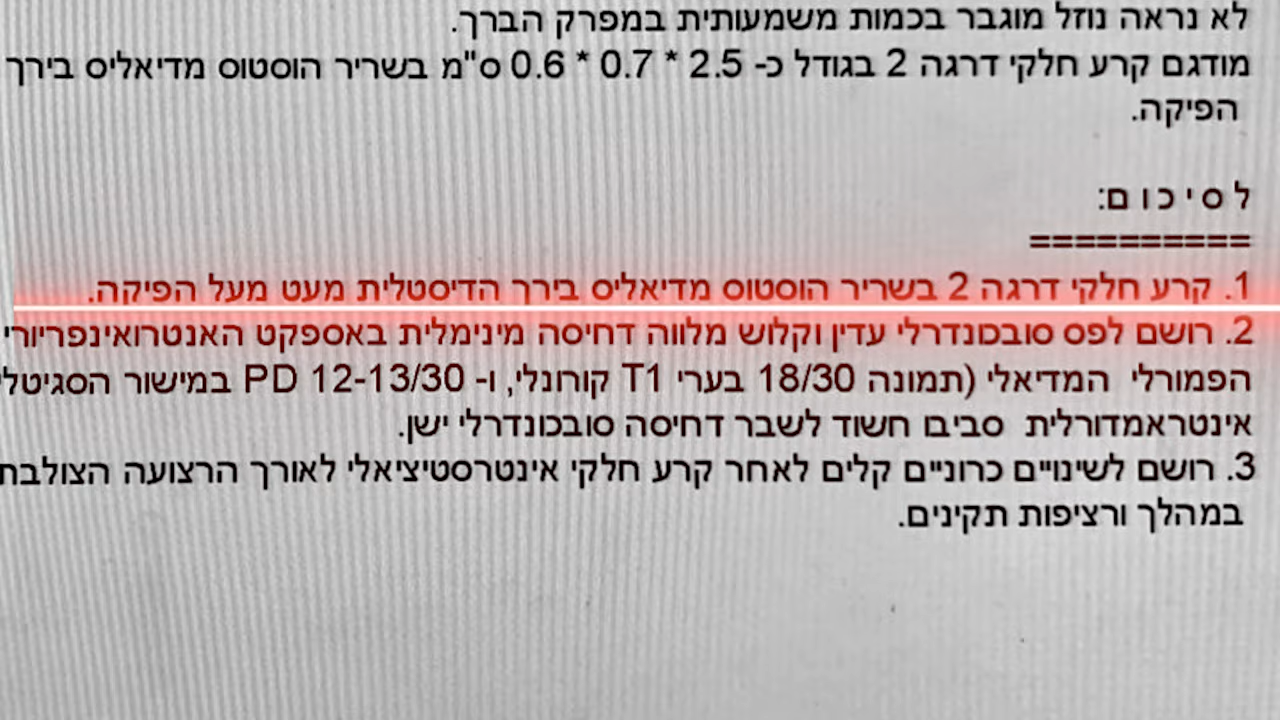 לא נראה נוזל מוגבר בכמות משמעותית במפרק הברך.
מודגם קרע חלקי דרגה 2 בגודל כ- 2.5 * 0.7 * 0.6 ס"מ בשריר הוסטוס מדיאליס בירך
הפיקה.
ל ס י כ ו ם:
==========
1. קרע חלקי דרגה 2 בשריר הוסטוס מדיאליס בירך הדיסטלית מעט מעל הפיקה.
2. רושם לפס סובכונדרלי עדין וקלוש מלווה דחיסה מינימלית באספקט האנטרואינפריורי
הפמורלי המדיאלי (תמונה 18/30 בערי T1 קורונלי, ו- PD 12-13/30 במישור הסגיטלי
אינטראמדורלית סביבו חשוד לשבר דחיסה סובכונדרלי ישן.
3. רושם לשינויים כרוניים קלים לאחר קרע חלקי אינטרסטיציאלי לאורך הרצועה הצולבת
במהלך ורציפות תקינים.